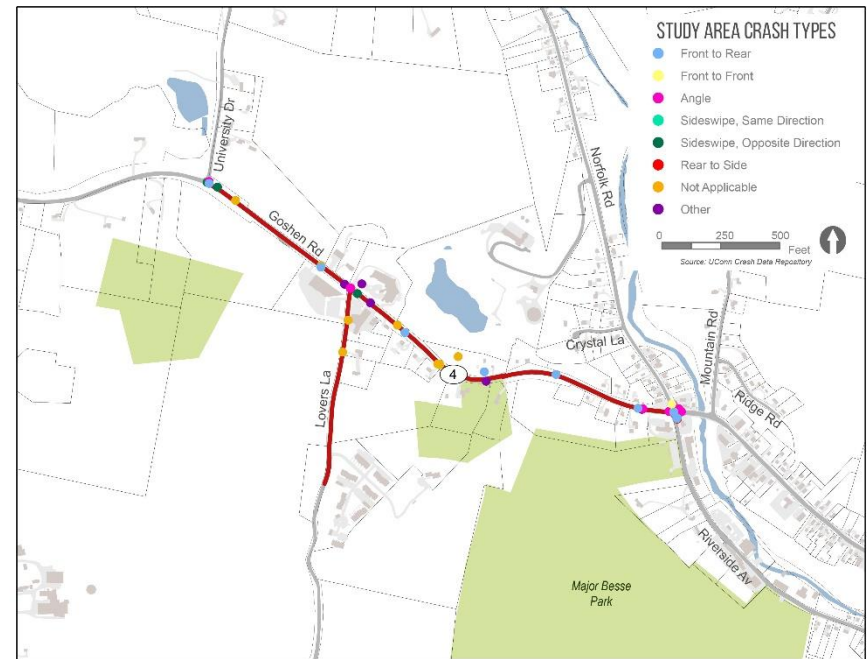 STUDY AREA CRASH TYPES
Front to Rear
Front to Front
Angle
Sideswipe, Same Direction
Sideswipe, Opposite Direction
Rear to Side
Not Applicable
Other
0 250 500
Feet
Source: UConn Crash Data Repository
University Dr
Goshen Rd
Norfolk Rd
Crystal La
Mountain Rd
Ridge Rd
Lovers La
4
Riverside Av
Major Besse
Park